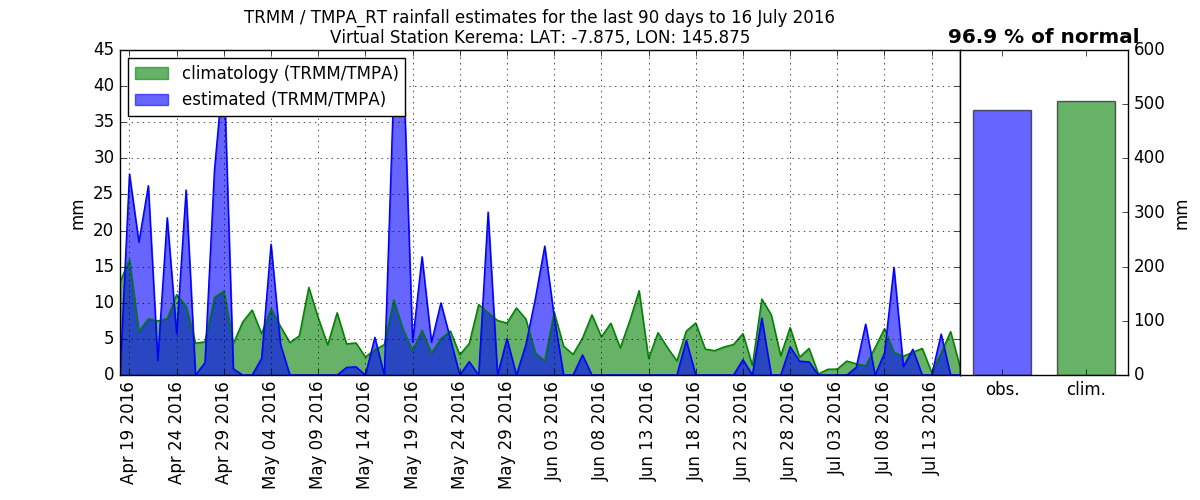 TRMM / TMPA_RT rainfall estimates for the last 90 days to 16 July 2016
Virtual Station Kerema: LAT: -7.875, LON: 145.875
96.9 % of normal
climatology (TRMM/TMPA)
estimated (TRMM/TMPA)
mm
45
40
35
30
25
20
15
10
5
0
Apr 19 2016
Apr 24 2016
Apr 29 2016
May 04 2016
May 09 2016
May 14 2016
May 19 2016
May 24 2016
May 29 2016
Jun 03 2016
Jun 08 2016
Jun 13 2016
Jun 18 2016
Jun 23 2016
Jun 28 2016
Jul 03 2016
Jul 08 2016
Jul 13 2016
obs.
clim.
600
500
400
300
200
100
0
mm